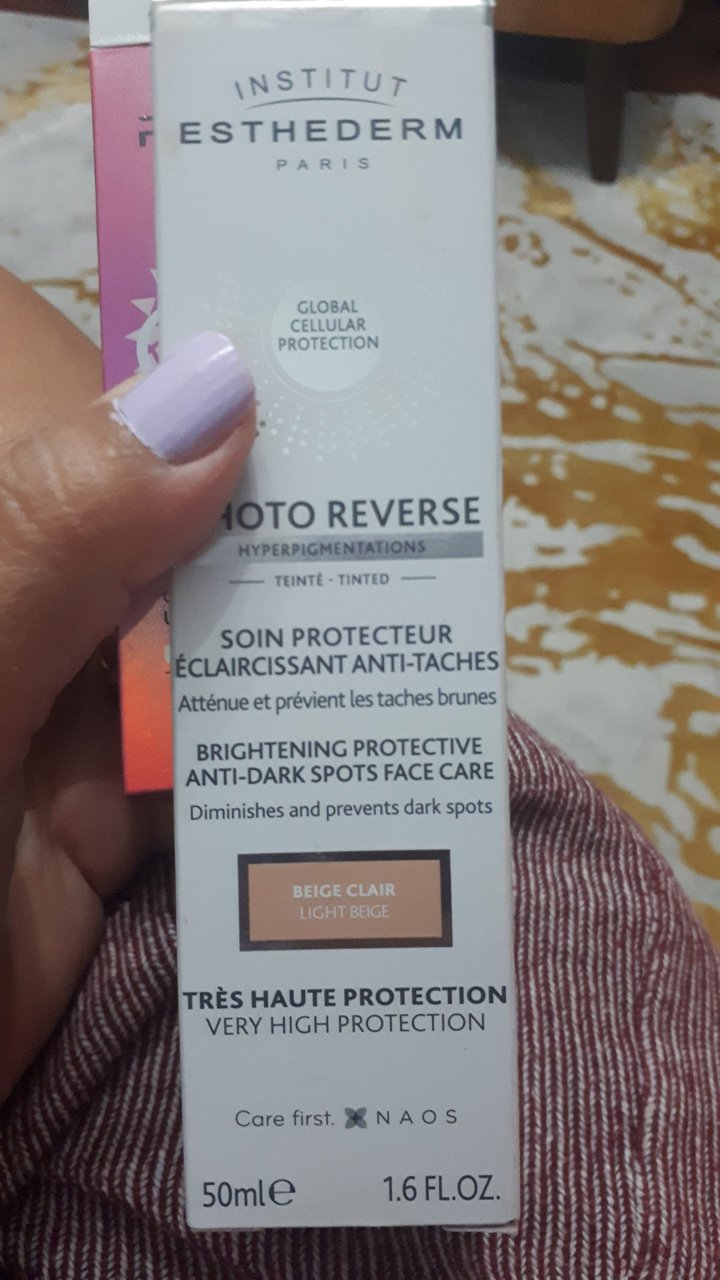 INSTITUT
ESTHEDERM
PARIS
GLOBAL
CELLULAR
PROTECTION
REVERSE
HYPERPIGMENTATIONS
TEINTÉ - TINTED
SOIN PROTECTEUR
ÉCLAIRCISSANT ANTI-TACHES
Atténue et prévient les taches brunes
BRIGHTENING PROTECTIVE
ANTI-DARK SPOTS FACE CARE
Diminishes and prevents dark spots
BEIGE CLAIR
LIGHT BEIGE
TRÈS HAUTE PROTECTION
VERY HIGH PROTECTION
Care first. NAOS
50ml℮ 1.6 FL.OZ.